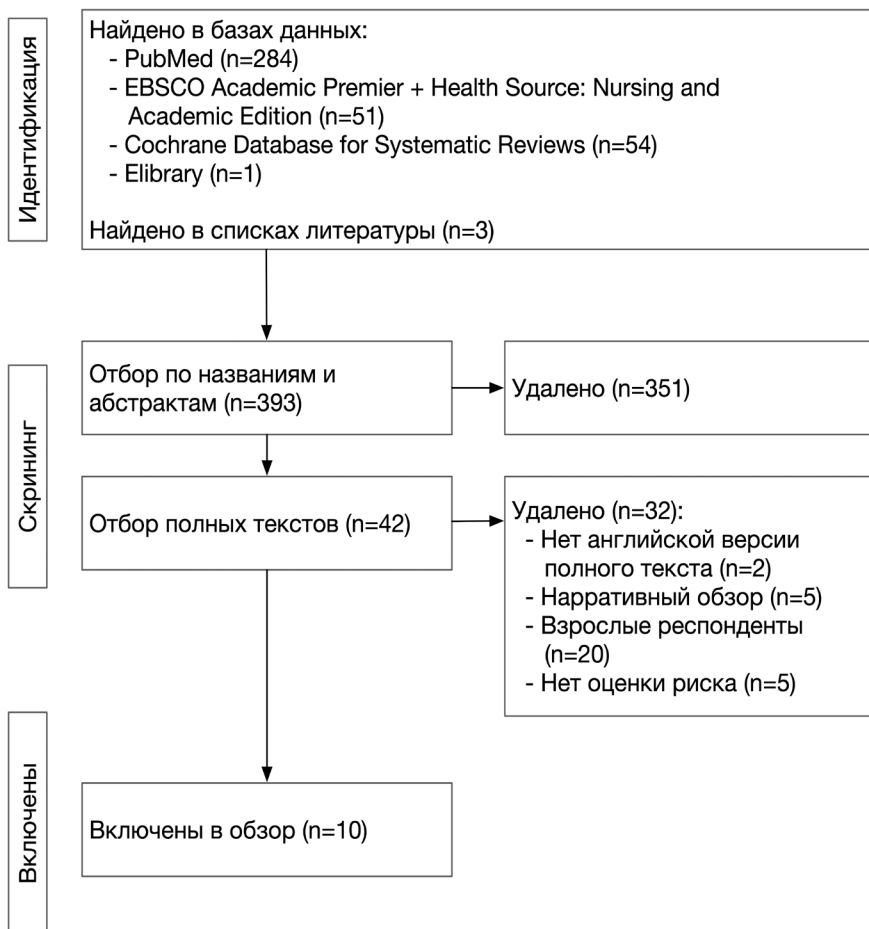 Идентификация
Найдено в базах данных:
- PubMed (n=284)
- EBSCO Academic Premier + Health Source: Nursing and
Academic Edition (n=51)
- Cochrane Database for Systematic Reviews (n=54)
- Elibrary (n=1)
Найдено в списках литературы (n=3)
Скрининг
Отбор по названиям и
абстрактам (n=393)
Удалено (n=351)
Отбор полных текстов (n=42)
Удалено (n=32):
- Нет английской версии
полного текста (n=2)
- Нарративный обзор (n=5)
- Взрослые респонденты
(n=20)
- Нет оценки риска (n=5)
Включены
Включены в обзор (n=10)